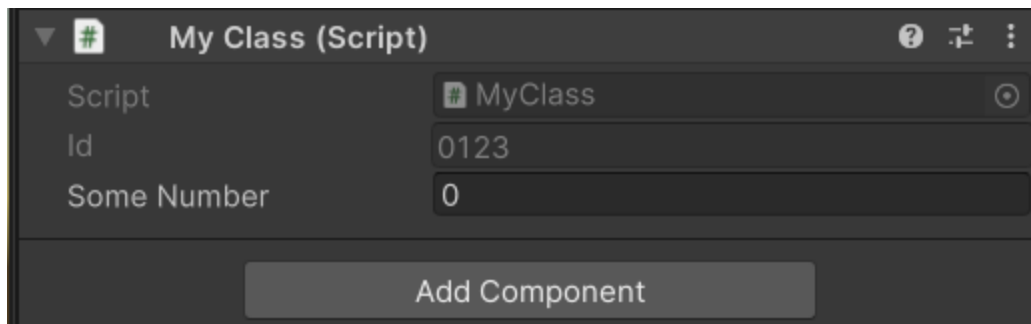 # My Class (Script)
Script # MyClass
Id 0123
Some Number 0
Add Component